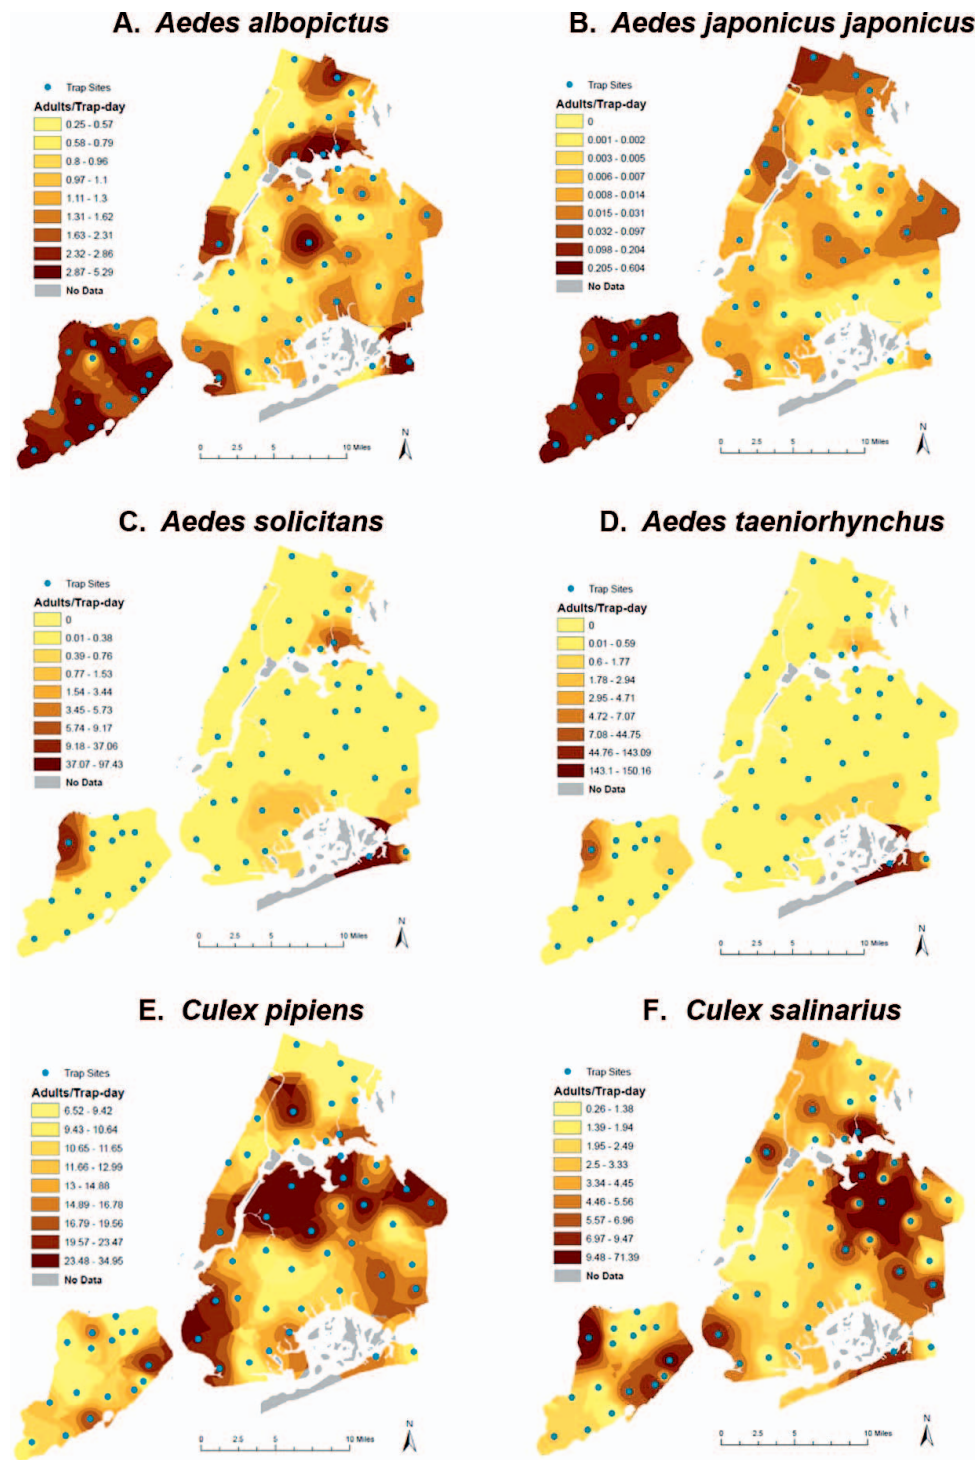 A. Aedes albopictus
Trap Sites
Adults/Trap-day
0.25 - 0.57
0.58 - 0.79
0.8 - 0.96
0.97 - 1.1
1.11 - 1.3
1.31 - 1.62
1.63 - 2.31
2.32 - 2.86
2.87 - 5.29
No Data
0 2.5 5 10 Miles
N
B. Aedes japonicus japonicus
Trap Sites
Adults/Trap-day
0
0.001 - 0.002
0.003 - 0.005
0.006 - 0.007
0.008 - 0.014
0.015 - 0.031
0.032 - 0.097
0.098 - 0.204
0.205 - 0.604
No Data
0 2.5 5 10 Miles
N
C. Aedes solicitans
Trap Sites
Adults/Trap-day
0
0.01 - 0.38
0.39 - 0.76
0.77 - 1.53
1.54 - 3.44
3.45 - 5.73
5.74 - 9.17
9.18 - 37.06
37.07 - 97.43
No Data
0 2.5 5 10 Miles
N
D. Aedes taeniorhynchus
Trap Sites
Adults/Trap-day
0
0.01 - 0.59
0.6 - 1.77
1.78 - 2.94
2.95 - 4.71
4.72 - 7.07
7.08 - 44.75
44.76 - 143.09
143.1 - 150.16
No Data
0 2.5 5 10 Miles
N
E. Culex pipiens
Trap Sites
Adults/Trap-day
6.52 - 9.42
9.43 - 10.64
10.65 - 11.65
11.66 - 12.99
13 - 14.88
14.89 - 16.78
16.79 - 19.56
19.57 - 23.47
23.48 - 34.95
No Data
0 2.5 5 10 Miles
N
F. Culex salinarius
Trap Sites
Adults/Trap-day
0.26 - 1.38
1.39 - 1.94
1.95 - 2.49
2.5 - 3.33
3.34 - 4.45
4.46 - 5.56
5.57 - 6.96
6.97 - 9.47
9.48 - 71.39
No Data
0 2.5 5 10 Miles
N